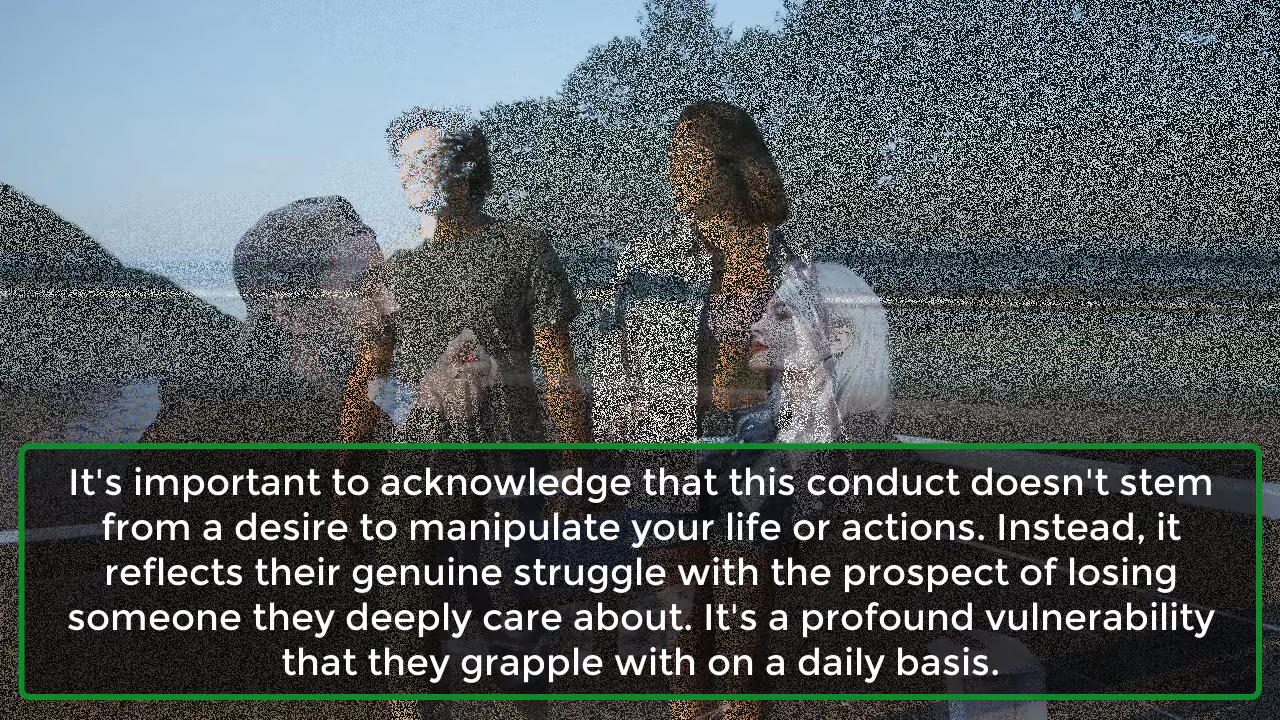 It's important to acknowledge that this conduct doesn't stem
from a desire to manipulate your life or actions. Instead, it
reflects their genuine struggle with the prospect of losing
someone they deeply care about. It's a profound vulnerability
that they grapple with on a daily basis.